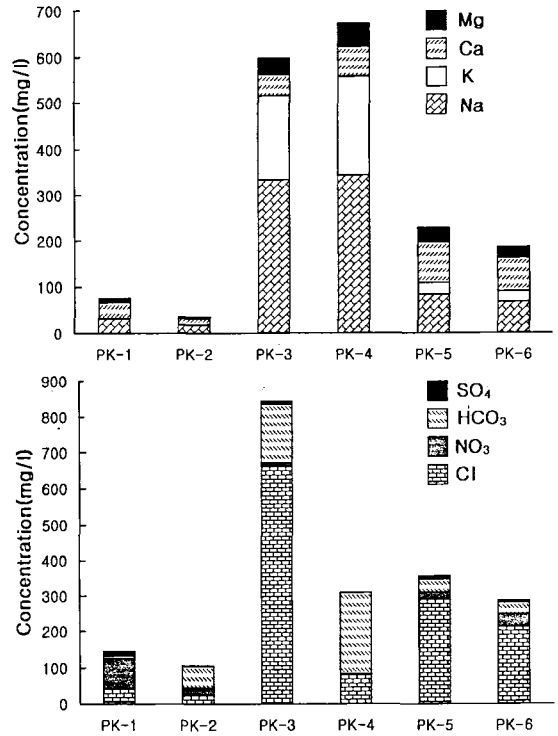 700
600
500
400
300
200
100
0
Concentration(mg/l)
Mg
Ca
K
Na
PK-1 PK-2 PK-3 PK-4 PK-5 PK-6
900
800
700
600
500
400
300
200
100
0
Concentration(mg/l)
SO₄
HCO₃
NO₃
Cl
PK-1 PK-2 PK-3 PK-4 PK-5 PK-6